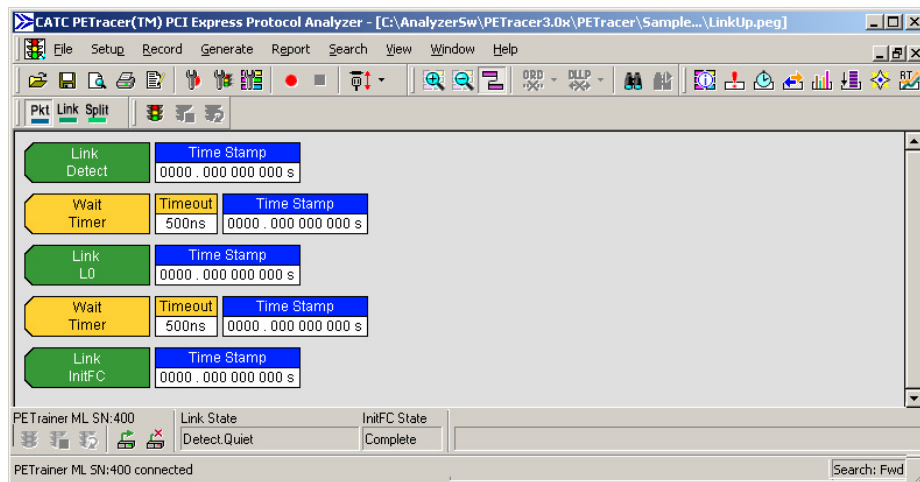 CATC PETracer(TM) PCI Express Protocol Analyzer - [C:\AnalyzerSw\PETracer3.0x\PETracer\Sample...\LinkUp.peg]
File Setup Record Generate Report Search View Window Help
ORD DLLP RT
Pkt Link Split
Link Detect Time Stamp
0000 . 000 000 000 s
Wait Timer Timeout Time Stamp
500ns 0000 . 000 000 000 s
Link L0 Time Stamp
0000 . 000 000 000 s
Wait Timer Timeout Time Stamp
500ns 0000 . 000 000 000 s
Link InitFC Time Stamp
0000 . 000 000 000 s
PETrainer ML SN:400 Link State InitFC State
Detect.Quiet Complete
PETrainer ML SN:400 connected Search: Fwd